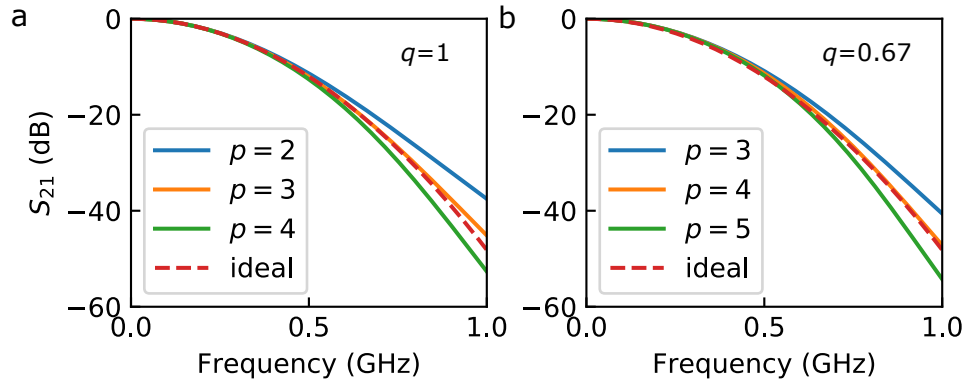 a
b
0
−20
−40
−60
S21 (dB)
q=1
p = 2
p = 3
p = 4
ideal
0.0
0.5
1.0
Frequency (GHz)
0
−20
−40
−60
q=0.67
p = 3
p = 4
p = 5
ideal
0.0
0.5
1.0
Frequency (GHz)